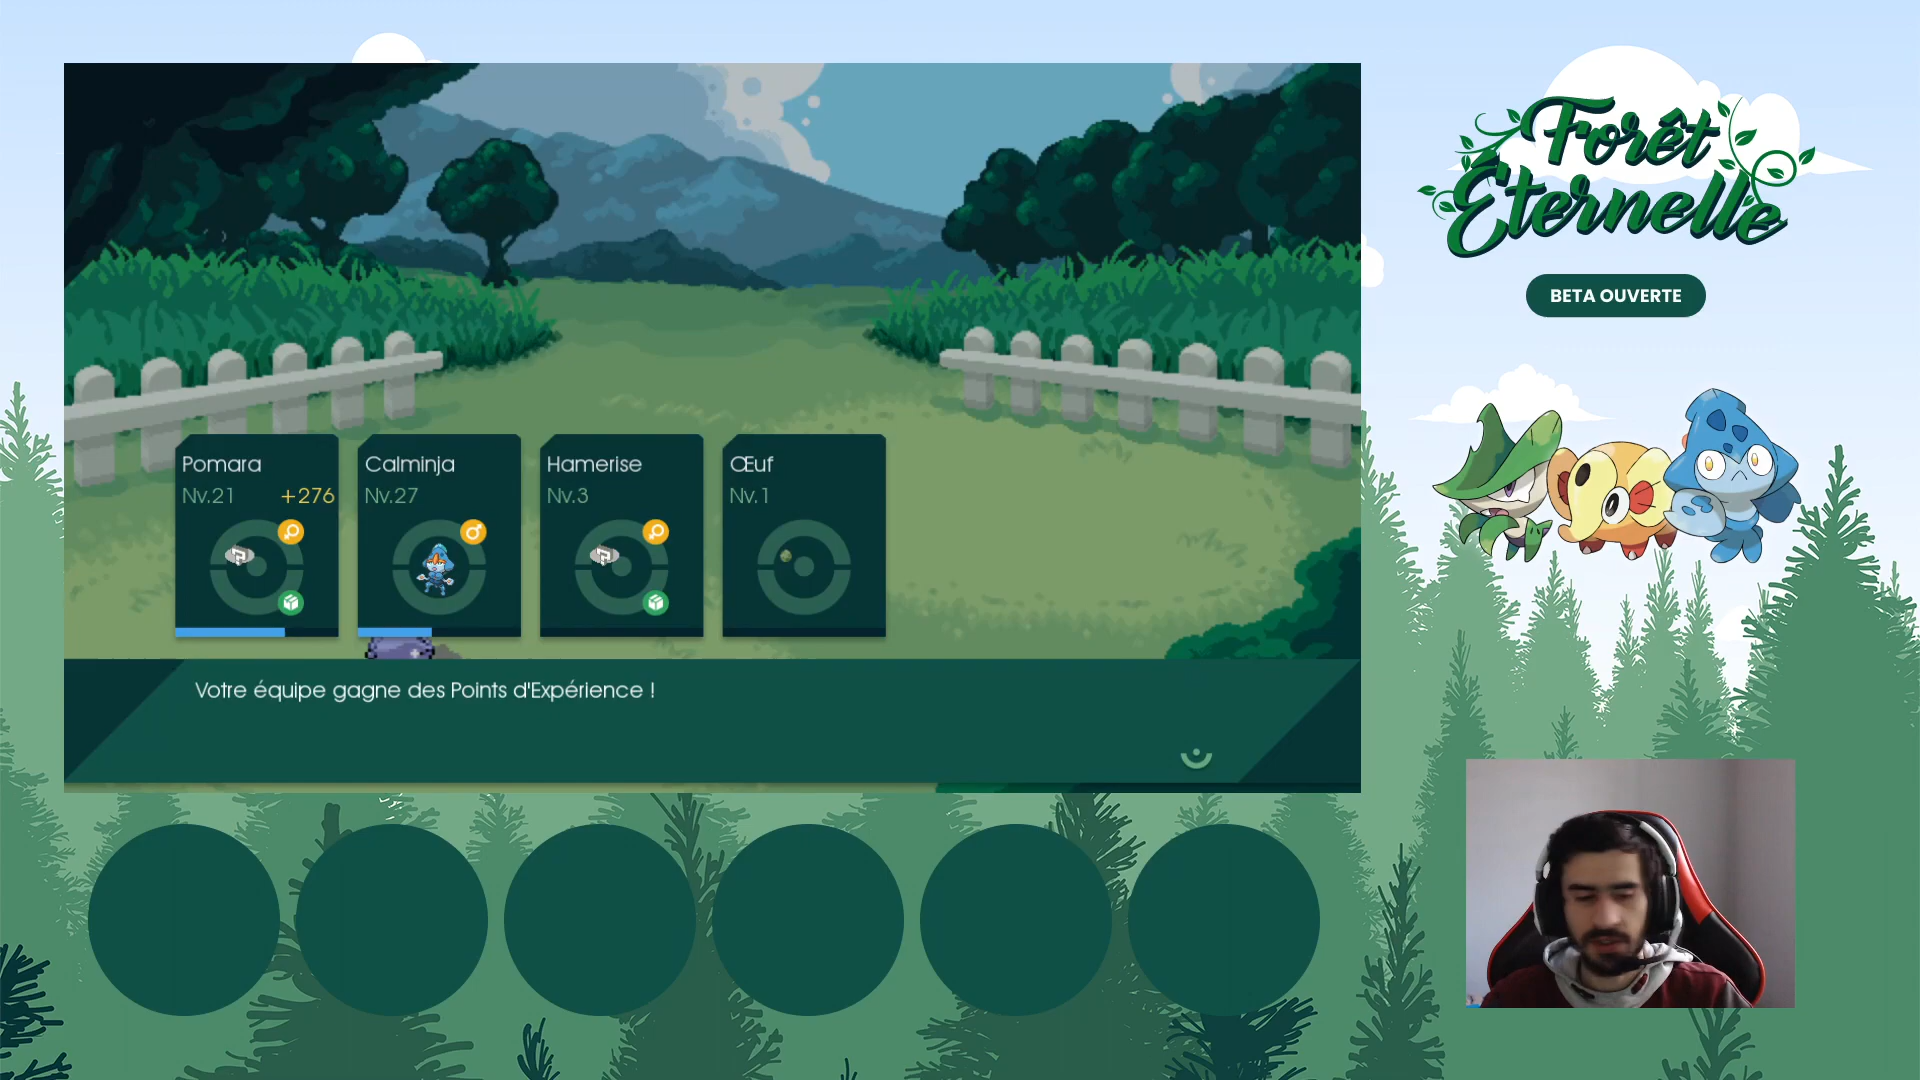 Forêt
Éternelle
BETA OUVERTE
Pomara
Nv.21 +276
Calminja
Nv.27
Hamerise
Nv.3
Œuf
Nv.1
Votre équipe gagne des Points d'Expérience !